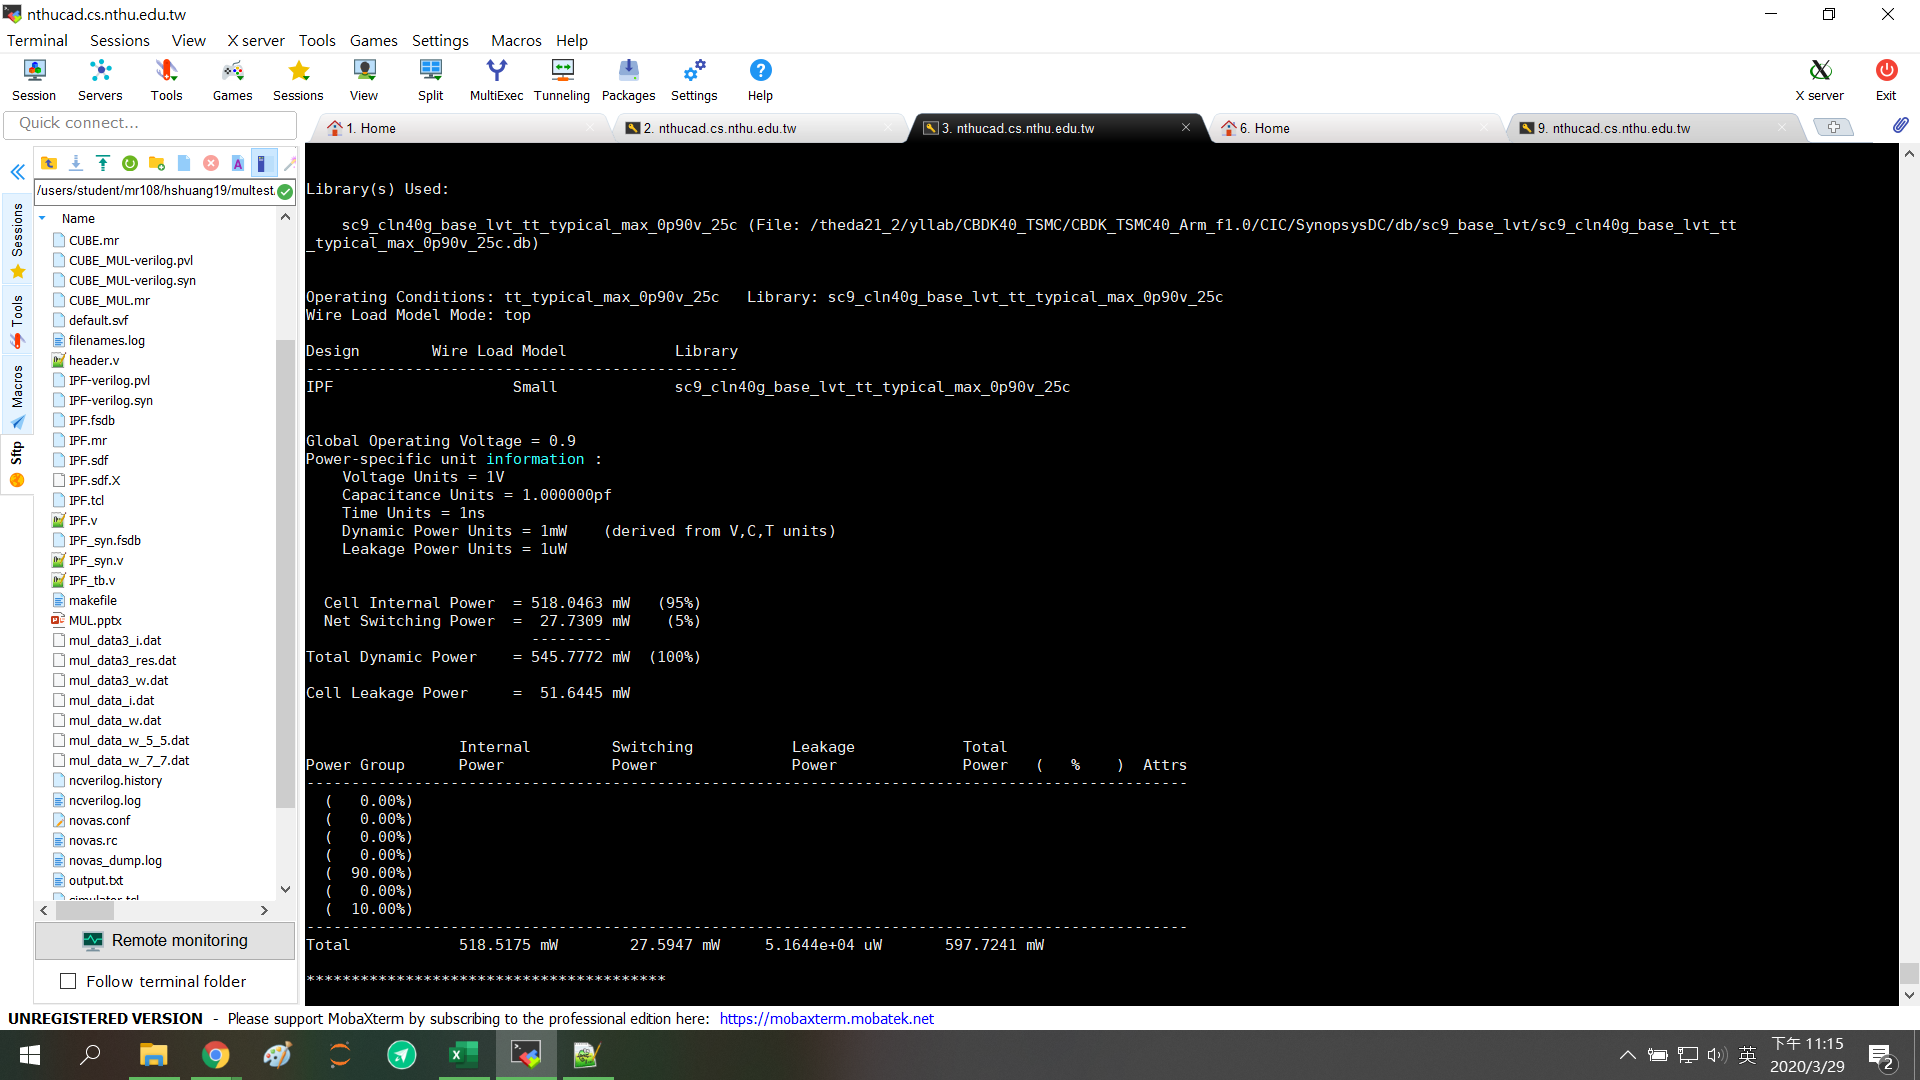 nthucad.cs.nthu.edu.tw
Terminal Sessions View X server Tools Games Settings Macros Help
Session Servers Tools Games Sessions View Split MultiExec Tunneling Packages Settings Help X server Exit
Quick connect...
1. Home 2. nthucad.cs.nthu.edu.tw 3. nthucad.cs.nthu.edu.tw 6. Home 9. nthucad.cs.nthu.edu.tw
Sessions
Tools
Macros
Sftp
/users/student/mr108/hshuang19/multest
Name
CUBE.mr
CUBE_MUL-verilog.pvl
CUBE_MUL-verilog.syn
CUBE_MUL.mr
default.svf
filenames.log
header.v
IPF-verilog.pvl
IPF-verilog.syn
IPF.fsdb
IPF.mr
IPF.sdf
IPF.sdf.X
IPF.tcl
IPF.v
IPF_syn.fsdb
IPF_syn.v
IPF_tb.v
makefile
MUL.pptx
mul_data3_i.dat
mul_data3_res.dat
mul_data3_w.dat
mul_data_i.dat
mul_data_w.dat
mul_data_w_5_5.dat
mul_data_w_7_7.dat
ncverilog.history
ncverilog.log
novas.conf
novas.rc
novas_dump.log
output.txt
Remote monitoring
Follow terminal folder
Library(s) Used:
sc9_cln40g_base_lvt_tt_typical_max_0p90v_25c (File: /theda21_2/yllab/CBDK40_TSMC/CBDK_TSMC40_Arm_f1.0/CIC/SynopsysDC/db/sc9_base_lvt/sc9_cln40g_base_lvt_tt
_typical_max_0p90v_25c.db)
Operating Conditions: tt_typical_max_0p90v_25c Library: sc9_cln40g_base_lvt_tt_typical_max_0p90v_25c
Wire Load Model Mode: top
Design Wire Load Model Library
------------------------------------------------
IPF Small sc9_cln40g_base_lvt_tt_typical_max_0p90v_25c
Global Operating Voltage = 0.9
Power-specific unit information :
Voltage Units = 1V
Capacitance Units = 1.000000pf
Time Units = 1ns
Dynamic Power Units = 1mW (derived from V,C,T units)
Leakage Power Units = 1uW
Cell Internal Power = 518.0463 mW (95%)
Net Switching Power = 27.7309 mW (5%)
---------
Total Dynamic Power = 545.7772 mW (100%)
Cell Leakage Power = 51.6445 mW
Internal Switching Leakage Total
Power Group Power Power Power Power ( % ) Attrs
--------------------------------------------------------------------------------------------------
( 0.00%)
( 0.00%)
( 0.00%)
( 0.00%)
( 90.00%)
( 0.00%)
( 10.00%)
--------------------------------------------------------------------------------------------------
Total 518.5175 mW 27.5947 mW 5.1644e+04 uW 597.7241 mW
****************************************
UNREGISTERED VERSION - Please support MobaXterm by subscribing to the professional edition here: https://mobaxterm.mobatek.net
英
下午 11:15
2020/3/29
2